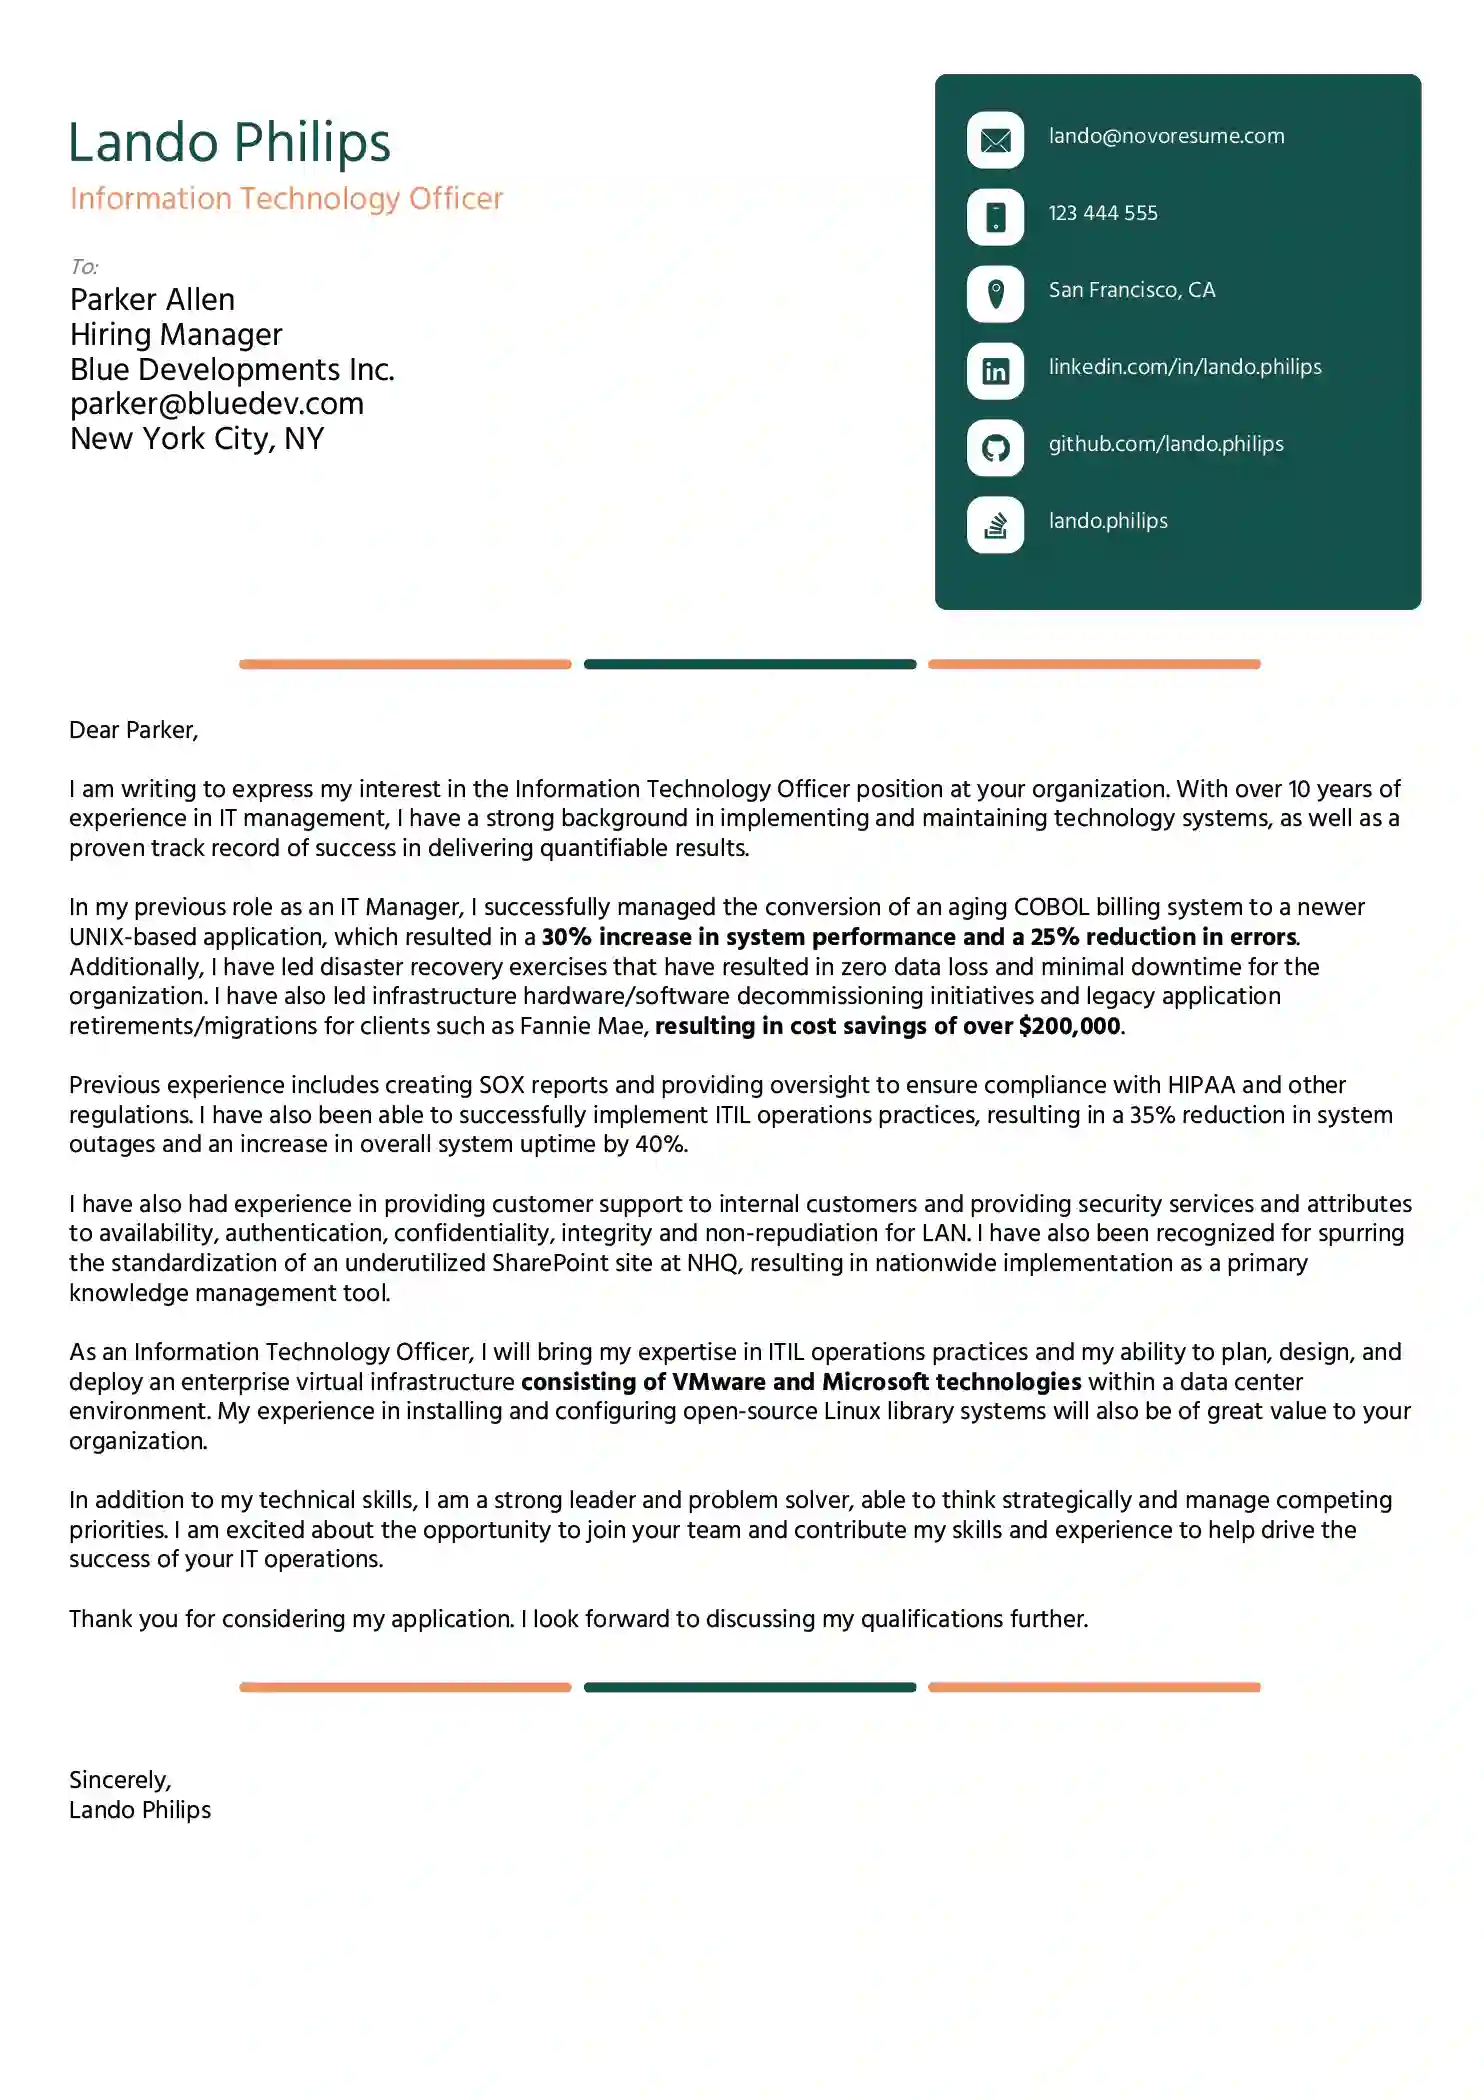 Lando Philips
Information Technology Officer
To:
Parker Allen
Hiring Manager
Blue Developments Inc.
parker@bluedev.com
New York City, NY
lando@novoresume.com
123 444 555
San Francisco, CA
linkedin.com/in/lando.philips
github.com/lando.philips
lando.philips
Dear Parker,
I am writing to express my interest in the Information Technology Officer position at your organization. With over 10 years of
experience in IT management, I have a strong background in implementing and maintaining technology systems, as well as a
proven track record of success in delivering quantifiable results.
In my previous role as an IT Manager, I successfully managed the conversion of an aging COBOL billing system to a newer
UNIX-based application, which resulted in a 30% increase in system performance and a 25% reduction in errors.
Additionally, I have led disaster recovery exercises that have resulted in zero data loss and minimal downtime for the
organization. I have also led infrastructure hardware/software decommissioning initiatives and legacy application
retirements/migrations for clients such as Fannie Mae, resulting in cost savings of over $200,000.
Previous experience includes creating SOX reports and providing oversight to ensure compliance with HIPAA and other
regulations. I have also been able to successfully implement ITIL operations practices, resulting in a 35% reduction in system
outages and an increase in overall system uptime by 40%.
I have also had experience in providing customer support to internal customers and providing security services and attributes
to availability, authentication, confidentiality, integrity and non-repudiation for LAN. I have also been recognized for spurring
the standardization of an underutilized SharePoint site at NHQ, resulting in nationwide implementation as a primary
knowledge management tool.
As an Information Technology Officer, I will bring my expertise in ITIL operations practices and my ability to plan, design, and
deploy an enterprise virtual infrastructure consisting of VMware and Microsoft technologies within a data center
environment. My experience in installing and configuring open-source Linux library systems will also be of great value to your
organization.
In addition to my technical skills, I am a strong leader and problem solver, able to think strategically and manage competing
priorities. I am excited about the opportunity to join your team and contribute my skills and experience to help drive the
success of your IT operations.
Thank you for considering my application. I look forward to discussing my qualifications further.
Sincerely,
Lando Philips